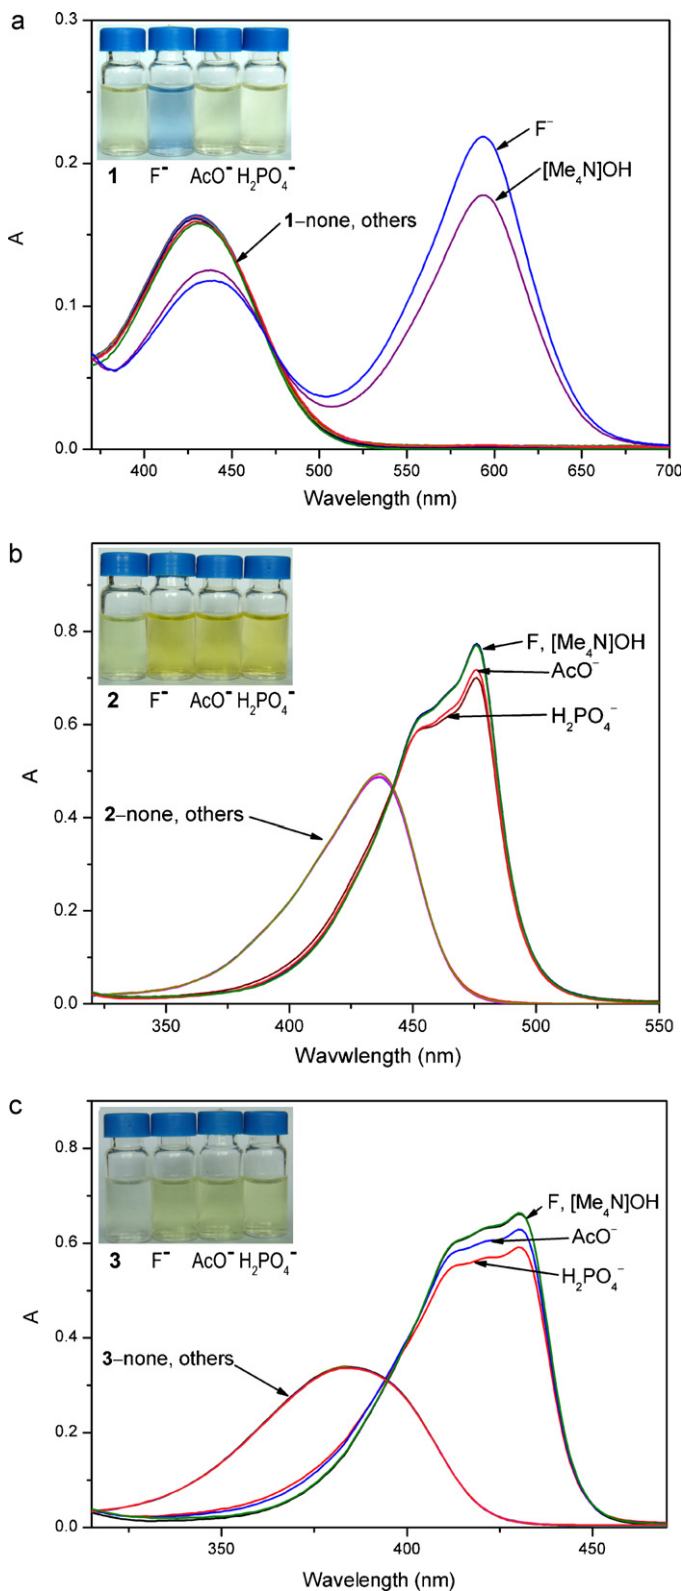 a
0.3
0.2
0.1
0.0
A
1 F⁻ AcO⁻ H₂PO₄⁻
F⁻
[Me₄N]OH
1–none, others
400 450 500 550 600 650 700
Wavelength (nm)
b
0.8
0.6
0.4
0.2
0.0
A
2 F⁻ AcO⁻ H₂PO₄⁻
F, [Me₄N]OH
AcO⁻
H₂PO₄⁻
2–none, others
350 400 450 500 550
Wavwlength (nm)
c
0.8
0.6
0.4
0.2
0.0
A
3 F⁻ AcO⁻ H₂PO₄⁻
F, [Me₄N]OH
AcO⁻
H₂PO₄⁻
3–none, others
350 400 450
Wavelength (nm)